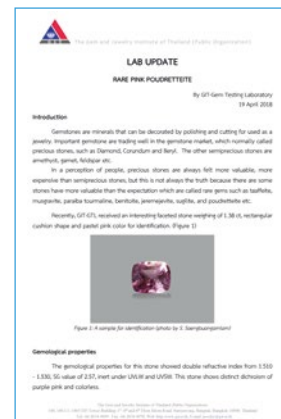 The Gem and Jewelry Institute of Thailand (Public Organization)
LAB UPDATE
RARE PINK POUDRETTEITE
By GIT-Gem Testing Laboratory
19 April 2018
Introduction
Gemstones are minerals that can be decorated by polishing and cutting for used as a
jewelry. Important gemstone are trading well in the gemstone market, which normally called
precious stones, such as Diamond, Corundum and Beryl. The other semiprecious stones are
amethyst, garnet, feldspar etc.
In a perception of people, precious stones are always felt more valuable, more
expensive than semiprecious stones, but this is not always the truth because there are some
stones have more valuable than the expectation which are called rare gems such as taaffeite,
musgravite, paraiba tourmaline, benitoite, jeremejevite, sugilite, and poudretteite etc.
Recently, GIT-GTL received an interesting faceted stone weighing of 1.38 ct, rectangular
cushion shape and pastel pink color for identification. (Figure 1)
Figure 1: A sample for identification (photo by S.
Gemological properties
The gemological properties for this stone showed double refractive index from 1.510
- 1.530, SG value of 2.57, inert under UVLW and UVSW. This stone shows distinct dichroism of
purple pink and colorless.